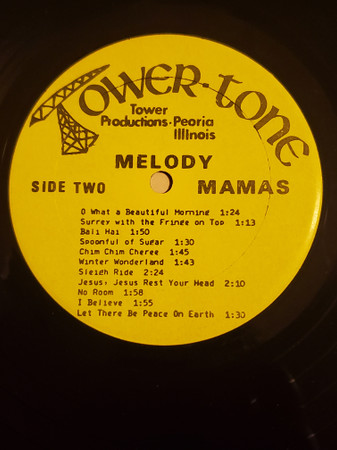 TOWER-TONE
Tower
Productions·Peoria
Illinois
MELODY
SIDE TWO MAMAS
O What a Beautiful Morning 1:24
Surrey with the Fringe on Top 1:13
Bali Hai 1:50
Spoonful of Sugar 1:30
Chim Chim Cheree 1:45
Winter Wonderland 1:43
Sleigh Ride 2:24
Jesus, Jesus Rest Your Head 2:10
No Room 1:58
I Believe 1:55
Let There Be Peace On Earth 1:30